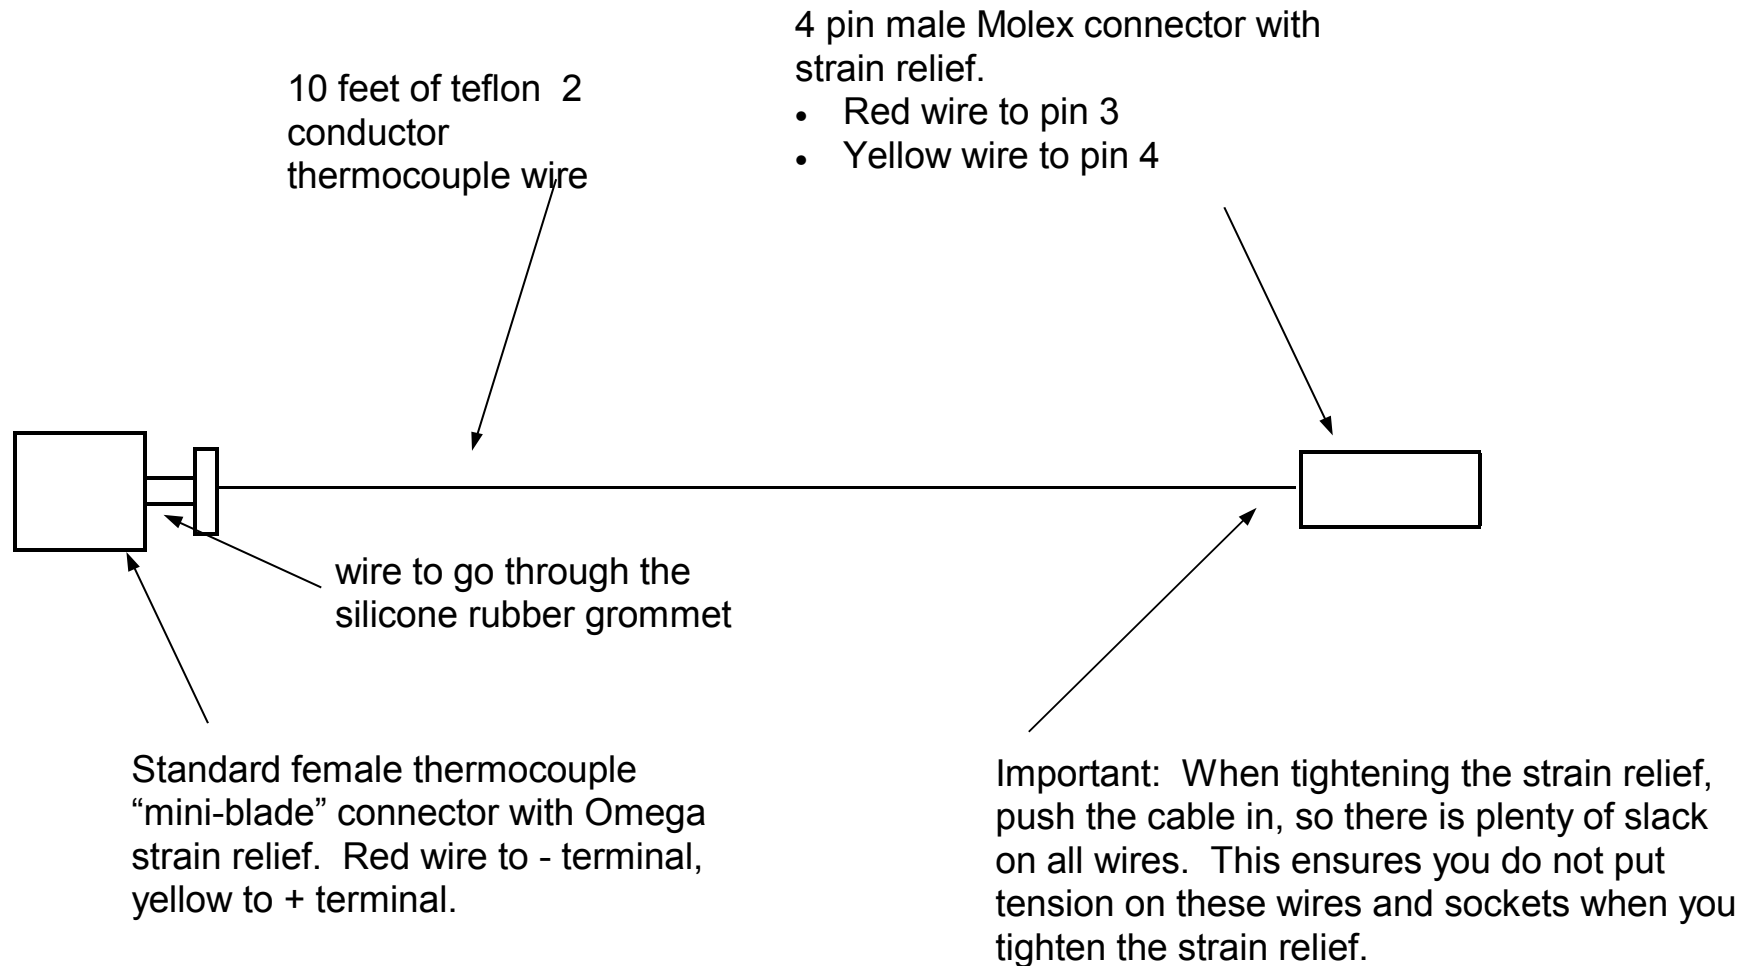 4 pin male Molex connector with
strain relief.
• Red wire to pin 3
• Yellow wire to pin 4
10 feet of teflon 2
conductor
thermocouple wire
wire to go through the
silicone rubber grommet
Standard female thermocouple
“mini-blade” connector with Omega
strain relief. Red wire to - terminal,
yellow to + terminal.
Important: When tightening the strain relief,
push the cable in, so there is plenty of slack
on all wires. This ensures you do not put
tension on these wires and sockets when you
tighten the strain relief.